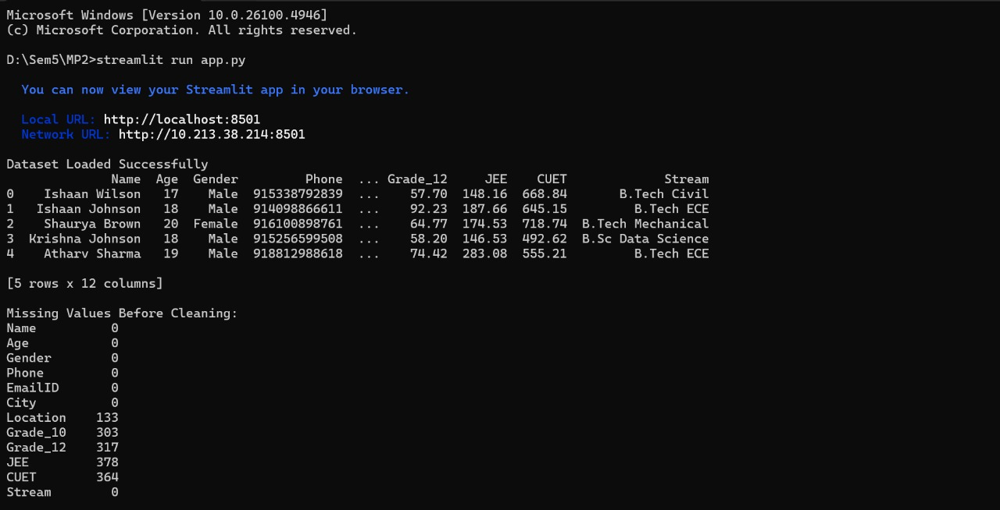 Microsoft Windows [Version 10.0.26100.4946]
(c) Microsoft Corporation. All rights reserved.
D:\Sem5\MP2>streamlit run app.py
You can now view your Streamlit app in your browser.
Local URL: http://localhost:8501
Network URL: http://10.213.38.214:8501
Dataset Loaded Successfully
Name Age Gender Phone ... Grade_12 JEE CUET Stream
0 Ishaan Wilson 17 Male 915338792839 ... 57.70 148.16 668.84 B.Tech Civil
1 Ishaan Johnson 18 Male 914098866611 ... 92.23 187.66 645.15 B.Tech ECE
2 Shaurya Brown 20 Female 916100898761 ... 64.77 174.53 718.74 B.Tech Mechanical
3 Krishna Johnson 18 Male 915256599508 ... 58.20 146.53 492.62 B.Sc Data Science
4 Atharv Sharma 19 Male 918812988618 ... 74.42 283.08 555.21 B.Tech ECE
[5 rows x 12 columns]
Missing Values Before Cleaning:
Name 0
Age 0
Gender 0
Phone 0
EmailID 0
City 0
Location 133
Grade_10 303
Grade_12 317
JEE 378
CUET 364
Stream 0